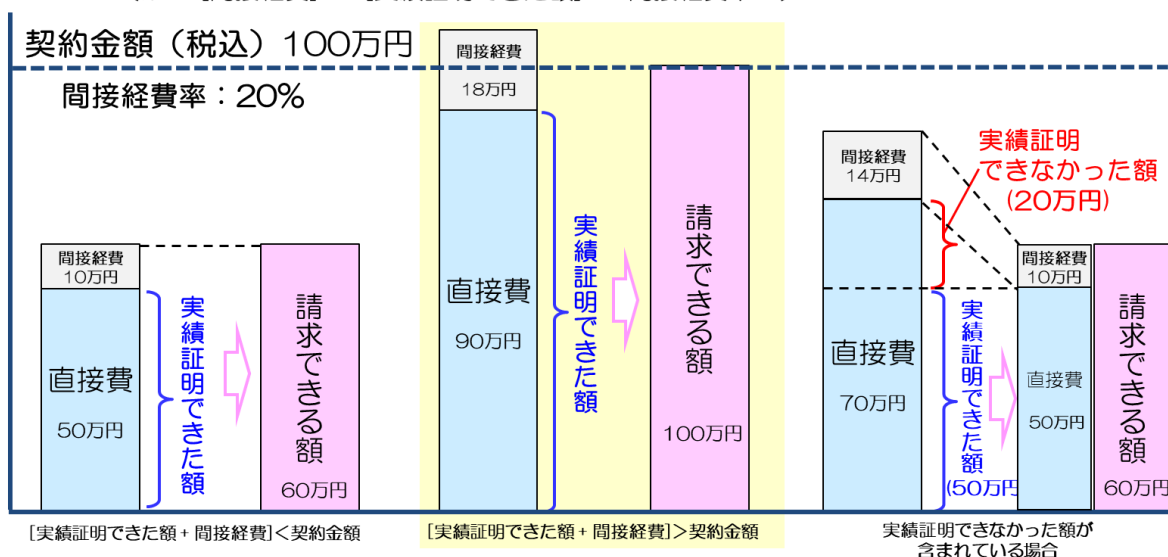 契約金額（税込）100万円
間接経費率：20%
間接経費
10万円
直接費
50万円
実績証明できた額
請求できる額
60万円
[実績証明できた額＋間接経費]＜契約金額
間接経費
18万円
直接費
90万円
実績証明できた額
請求できる額
100万円
[実績証明できた額＋間接経費]＞契約金額
間接経費
14万円
直接費
70万円
実績証明
できなかった額
(20万円)
実績証明できた額
(50万円
間接経費
10万円
直接費
50万円
請求できる額
60万円
実績証明できなかった額が
含まれている場合